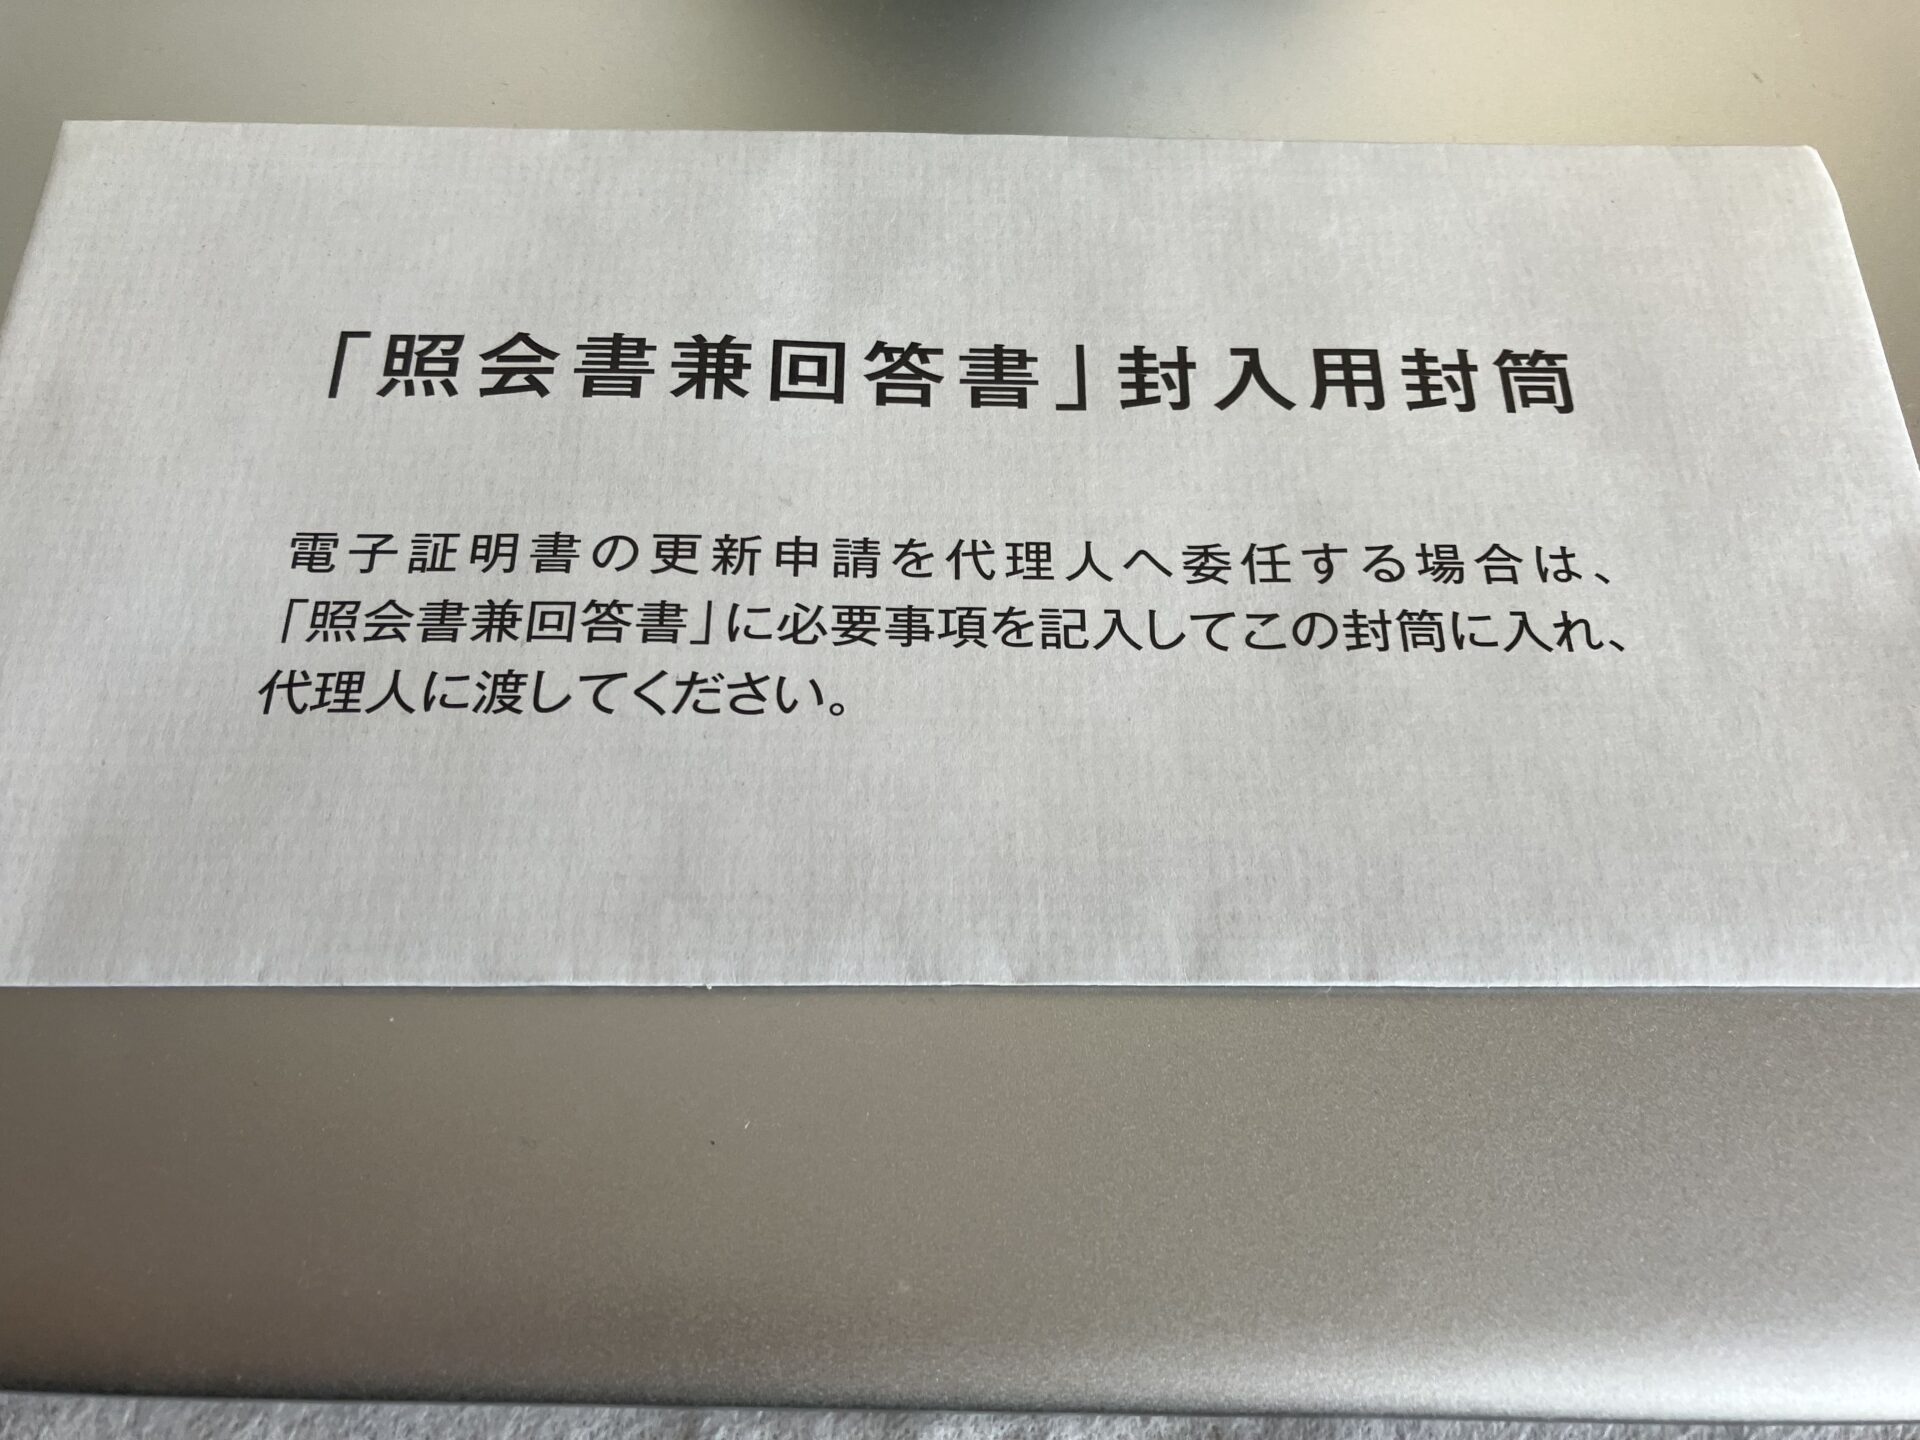 「照会書兼回答書」封入用封筒
電子証明書の更新申請を代理人へ委任する場合は、
「照会書兼回答書」に必要事項を記入してこの封筒に入れ、
代理人に渡してください。